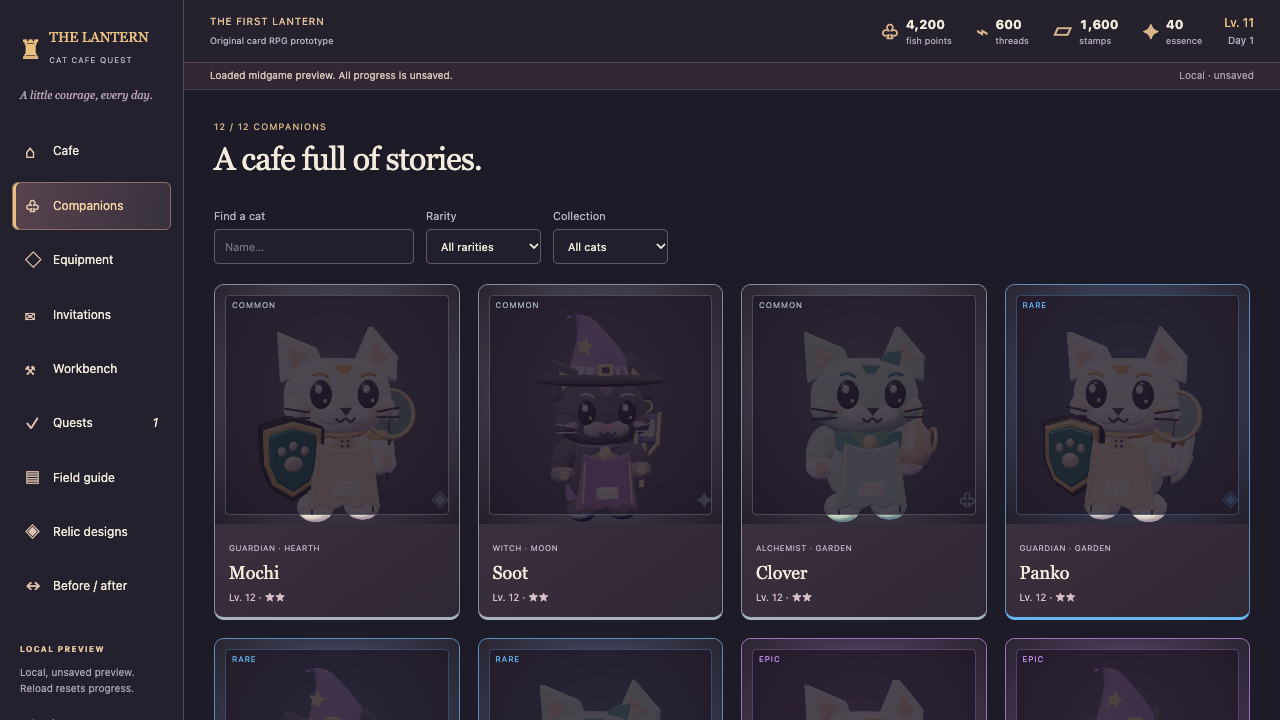 THE LANTERN
CAT CAFE QUEST
A little courage, every day.
Cafe
Companions
Equipment
Invitations
Workbench
Quests 1
Field guide
Relic designs
Before / after
LOCAL PREVIEW
Local, unsaved preview.
Reload resets progress.
THE FIRST LANTERN
Original card RPG prototype
4,200
fish points
600
threads
1,600
stamps
40
essence
Lv. 11
Day 1
Loaded midgame preview. All progress is unsaved.
Local · unsaved
12 / 12 COMPANIONS
A cafe full of stories.
Find a cat
Name...
Rarity
All rarities
Collection
All cats
COMMON
GUARDIAN · HEARTH
Mochi
Lv. 12 · ★★
COMMON
WITCH · MOON
Soot
Lv. 12 · ★★
COMMON
ALCHEMIST · GARDEN
Clover
Lv. 12 · ★★
RARE
GUARDIAN · GARDEN
Panko
Lv. 12 · ★★
RARE
RARE
EPIC
EPIC